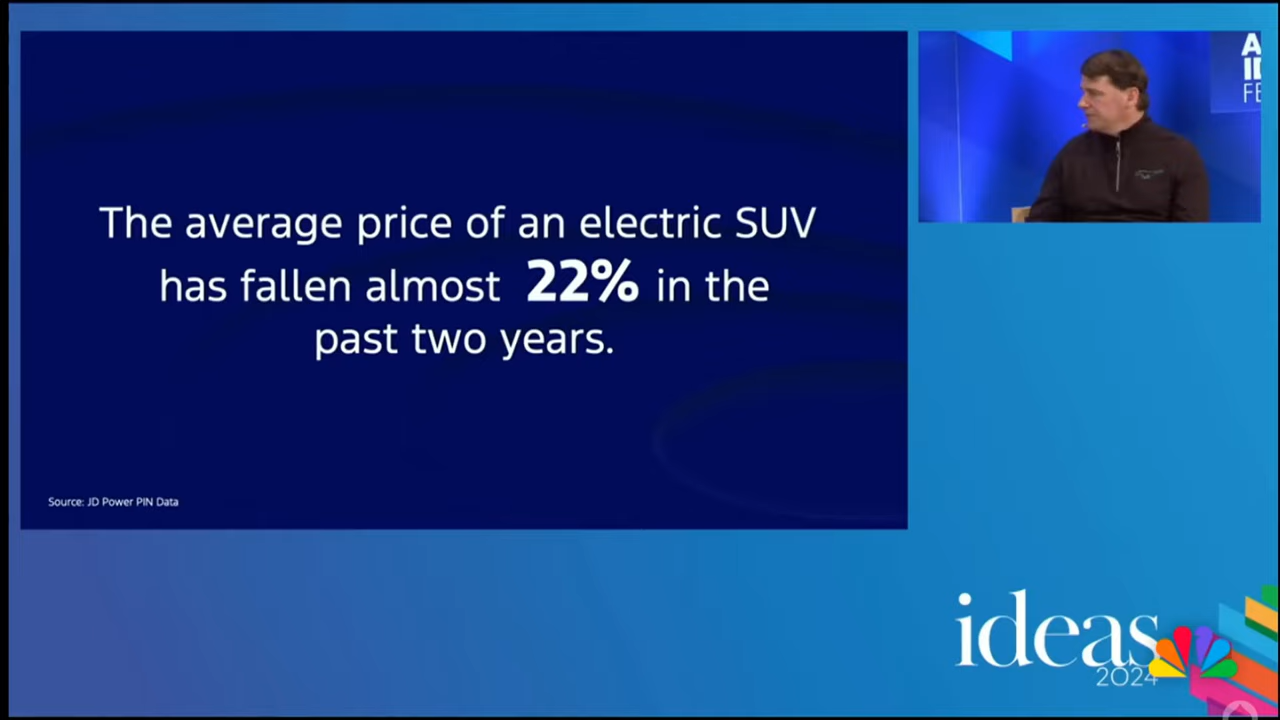 The average price of an electric SUV
has fallen almost 22% in the
past two years.
Source: JD Power PIN Data
A
FE
ideas
2024